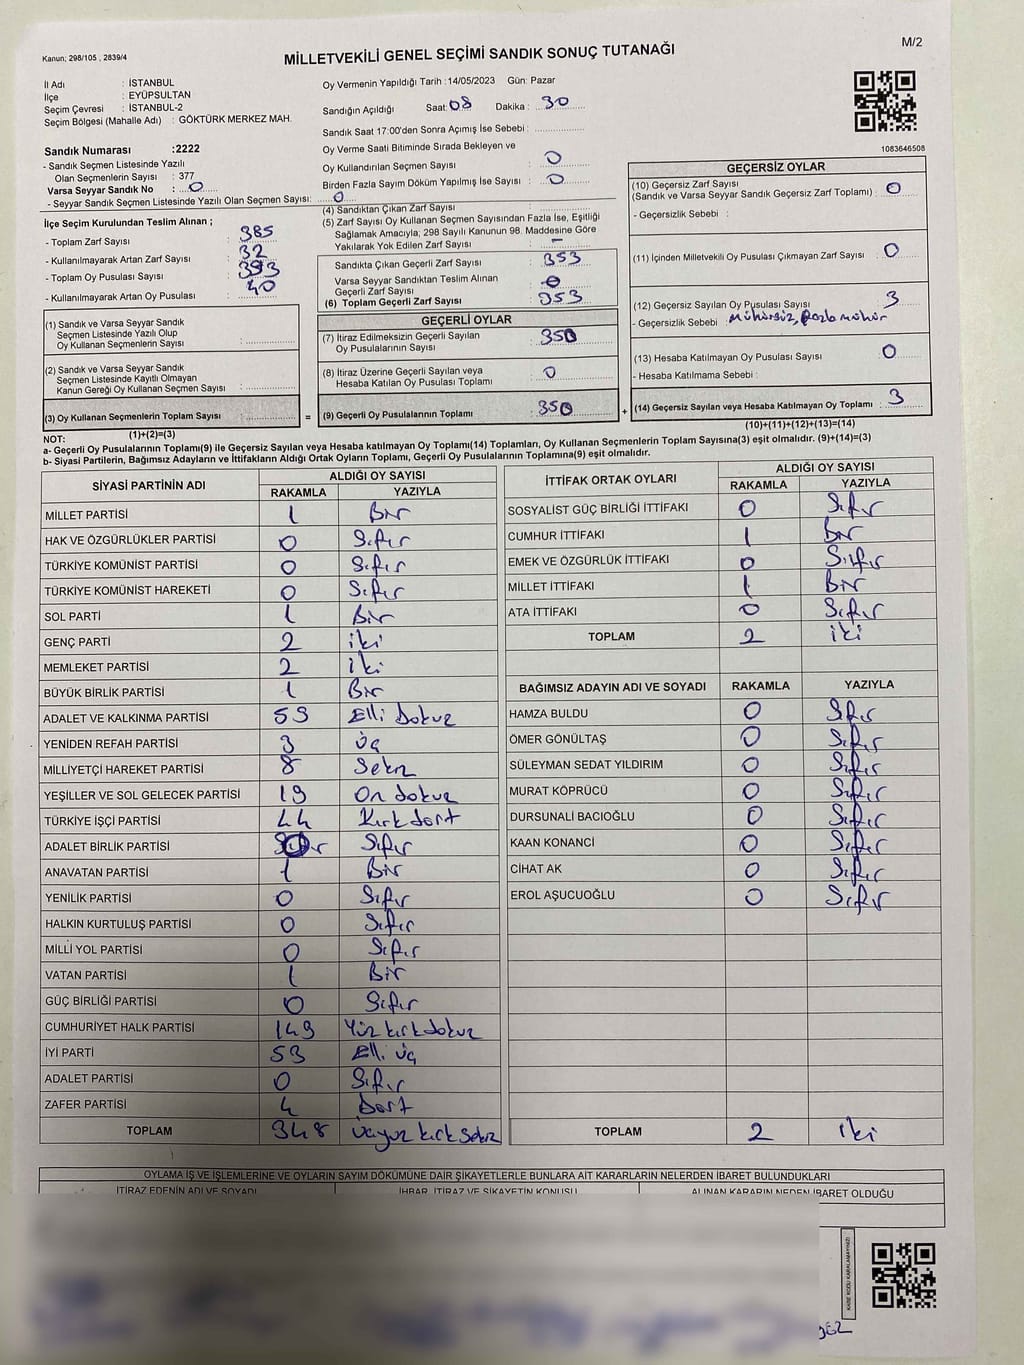 Kanun; 298/105 , 2839/4
MİLLETVEKİLİ GENEL SEÇİMİ SANDIK SONUÇ TUTANAĞI
M/2
İl Adı : İSTANBUL
İlçe : EYÜPSULTAN
Seçim Çevresi : İSTANBUL-2
Seçim Bölgesi (Mahalle Adı) : GÖKTÜRK MERKEZ MAH.
Oy Vermenin Yapıldığı Tarih : 14/05/2023 Gün: Pazar
Sandığın Açıldığı Saat: 08 Dakika : 30
Sandık Saat 17:00'den Sonra Açımış İse Sebebi :
Sandık Numarası :2222
- Sandık Seçmen Listesinde Yazılı
Olan Seçmenlerin Sayısı : 377
Varsa Seyyar Sandık No : 0
- Seyyar Sandık Seçmen Listesinde Yazılı Olan Seçmen Sayısı: 0
Oy Verme Saati Bitiminde Sırada Bekleyen ve
Oy Kullandırılan Seçmen Sayısı : 0
Birden Fazla Sayım Döküm Yapılmış İse Sayısı : 0
1083646508
İlçe Seçim Kurulundan Teslim Alınan ;
- Toplam Zarf Sayısı : 385
- Kullanılmayarak Artan Zarf Sayısı : 32
- Toplam Oy Pusulası Sayısı : 393
- Kullanılmayarak Artan Oy Pusulası : 40
(4) Sandıktan Çıkan Zarf Sayısı :
(5) Zarf Sayısı Oy Kullanan Seçmen Sayısından Fazla İse, Eşitliği
Sağlamak Amacıyla; 298 Sayılı Kanunun 98. Maddesine Göre
Yakılarak Yok Edilen Zarf Sayısı : -
Sandıkta Çıkan Geçerli Zarf Sayısı : 353
Varsa Seyyar Sandıktan Teslim Alınan
Geçerli Zarf Sayısı : 0
(6) Toplam Geçerli Zarf Sayısı : 353
GEÇERSİZ OYLAR
(10) Geçersiz Zarf Sayısı
(Sandık ve Varsa Seyyar Sandık Geçersiz Zarf Toplamı) : 0
- Geçersizlik Sebebi :
(11) İçinden Milletvekili Oy Pusulası Çıkmayan Zarf Sayısı : 0
(12) Geçersiz Sayılan Oy Pusulası Sayısı : 3
- Geçersizlik Sebebi : Mühürsüz, fazla mühür
(13) Hesaba Katılmayan Oy Pusulası Sayısı : 0
- Hesaba Katılmama Sebebi :
(14) Geçersiz Sayılan veya Hesaba Katılmayan Oy Toplamı : 3
(10)+(11)+(12)+(13)=(14)
(1) Sandık ve Varsa Seyyar Sandık
Seçmen Listesinde Yazılı Olup
Oy Kullanan Seçmenlerin Sayısı :
(2) Sandık ve Varsa Seyyar Sandık
Seçmen Listesinde Kayıtlı Olmayan
Kanun Gereği Oy Kullanan Seçmen Sayısı :
(3) Oy Kullanan Seçmenlerin Toplam Sayısı : =
(1)+(2)=(3)
GEÇERLİ OYLAR
(7) İtiraz Edilmeksizin Geçerli Sayılan
Oy Pusulalarının Sayısı : 350
(8) İtiraz Üzerine Geçerli Sayılan veya
Hesaba Katılan Oy Pusulası Toplamı : 0
(9) Geçerli Oy Pusulalarının Toplamı : 350 +
NOT:
a- Geçerli Oy Pusulalarının Toplamı(9) ile Geçersiz Sayılan veya Hesaba katılmayan Oy Toplamı(14) Toplamları, Oy Kullanan Seçmenlerin Toplam Sayısına(3) eşit olmalıdır. (9)+(14)=(3)
b- Siyasi Partilerin, Bağımsız Adayların ve İttifakların Aldığı Ortak Oyların Toplamı, Geçerli Oy Pusulalarının Toplamına(9) eşit olmalıdır.
SİYASİ PARTİNİN ADI ALDIĞI OY SAYISI
RAKAMLA YAZIYLA
MİLLET PARTİSİ 1 Bir
HAK VE ÖZGÜRLÜKLER PARTİSİ 0 Sıfır
TÜRKİYE KOMÜNİST PARTİSİ 0 Sıfır
TÜRKİYE KOMÜNİST HAREKETİ 0 Sıfır
SOL PARTİ 1 Bir
GENÇ PARTİ 2 iki
MEMLEKET PARTİSİ 2 iki
BÜYÜK BİRLİK PARTİSİ 1 Bir
ADALET VE KALKINMA PARTİSİ 59 Elli Dokuz
YENİDEN REFAH PARTİSİ 3 üç
MİLLİYETÇİ HAREKET PARTİSİ 8 Sekiz
YEŞİLLER VE SOL GELECEK PARTİSİ 19 On dokuz
TÜRKİYE İŞÇİ PARTİSİ 44 Kırk dört
ADALET BİRLİK PARTİSİ 0 Sıfır
ANAVATAN PARTİSİ 1 Bir
YENİLİK PARTİSİ 0 Sıfır
HALKIN KURTULUŞ PARTİSİ 0 Sıfır
MİLLİ YOL PARTİSİ 0 Sıfır
VATAN PARTİSİ 1 Bir
GÜÇ BİRLİĞİ PARTİSİ 0 Sıfır
CUMHURİYET HALK PARTİSİ 149 Yüz kırk dokuz
İYİ PARTİ 53 Elli üç
ADALET PARTİSİ 0 Sıfır
ZAFER PARTİSİ 4 Dört
TOPLAM 348 üçyüz kırk sekiz
İTTİFAK ORTAK OYLARI ALDIĞI OY SAYISI
RAKAMLA YAZIYLA
SOSYALİST GÜÇ BİRLİĞİ İTTİFAKI 0 Sıfır
CUMHUR İTTİFAKI 1 Bir
EMEK VE ÖZGÜRLÜK İTTİFAKI 0 Sıfır
MİLLET İTTİFAKI 1 Bir
ATA İTTİFAKI 0 Sıfır
TOPLAM 2 iki
BAĞIMSIZ ADAYIN ADI VE SOYADI RAKAMLA YAZIYLA
HAMZA BULDU 0 Sıfır
ÖMER GÖNÜLTAŞ 0 Sıfır
SÜLEYMAN SEDAT YILDIRIM 0 Sıfır
MURAT KÖPRÜCÜ 0 Sıfır
DURSUNALİ BACIOĞLU 0 Sıfır
KAAN KONANCİ 0 Sıfır
CİHAT AK 0 Sıfır
EROL AŞUCUOĞLU 0 Sıfır
TOPLAM 2 iki
OYLAMA İŞ VE İŞLEMLERİNE VE OYLARIN SAYIM DÖKÜMÜNE DAİR ŞİKAYETLERLE BUNLARA AİT KARARLARIN NELERDEN İBARET BULUNDUKLARI
İTİRAZ EDENİN ADI VE SOYADI İHBAR, İTİRAZ VE ŞİKAYETİN KONUSU ALINAN KARARIN NEDEN İBARET OLDUĞU
KARE KODU KARALAMAYINIZ!